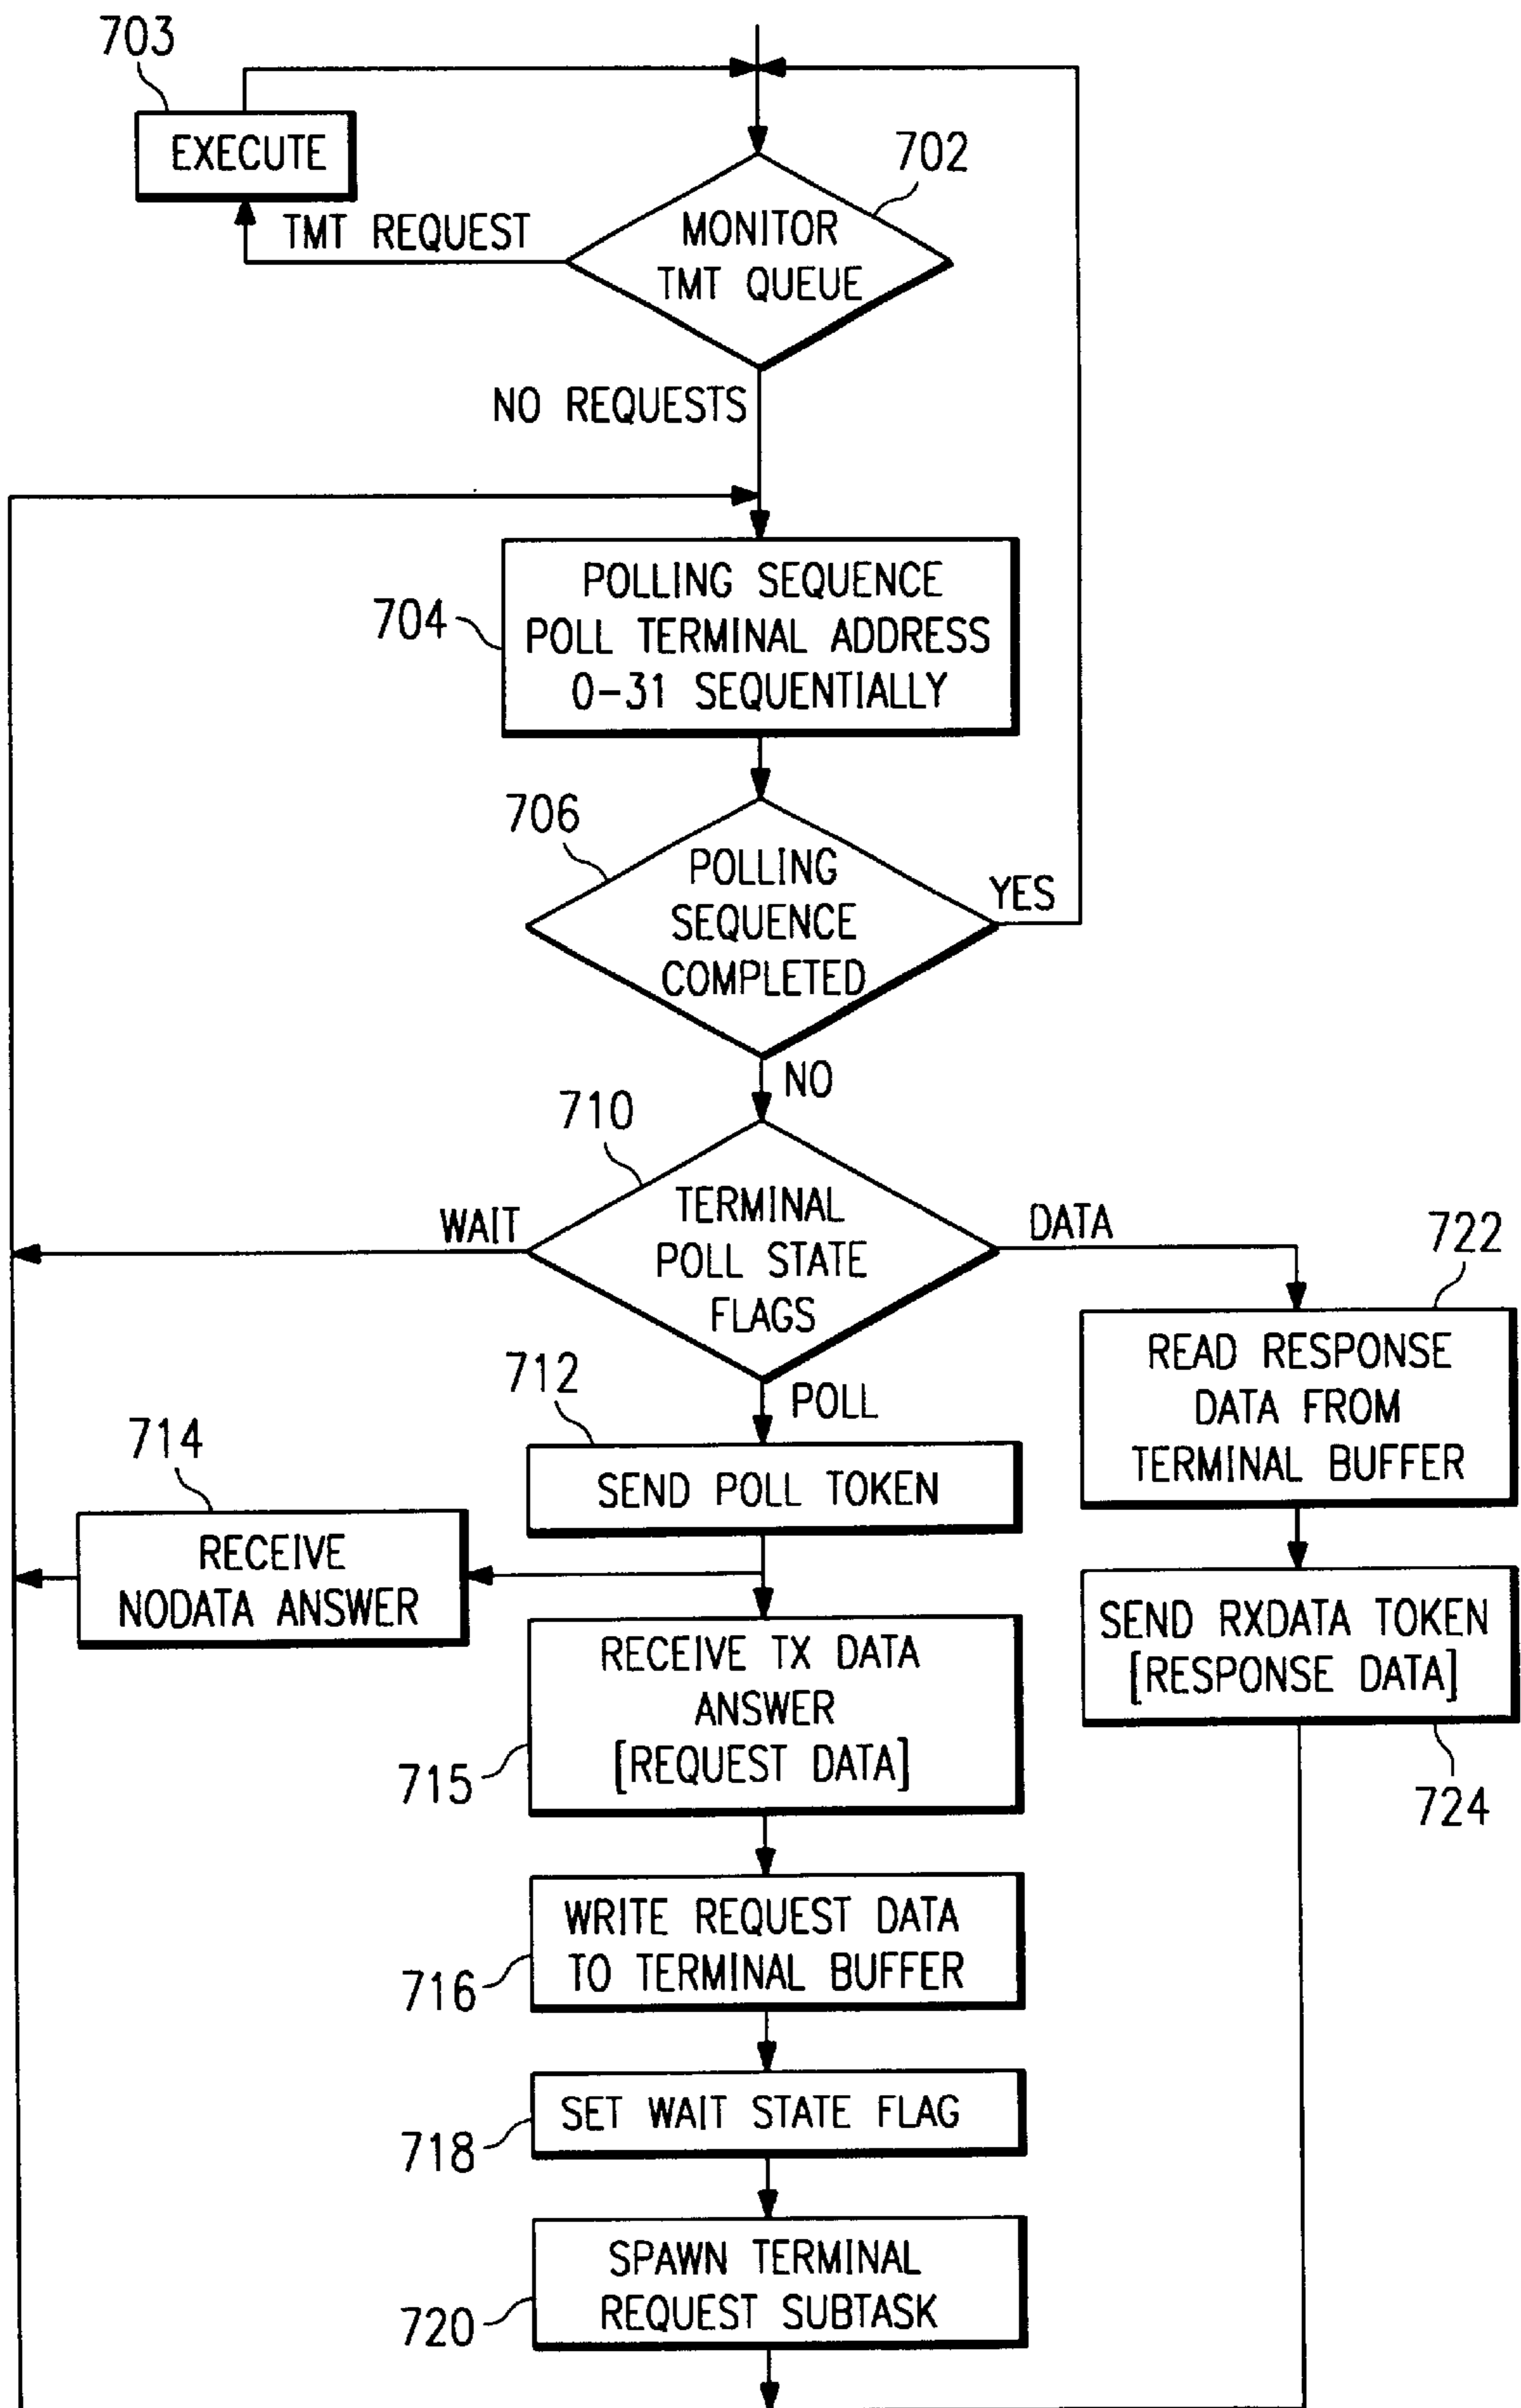 703
EXECUTE
702
TMT REQUEST
MONITOR
TMT QUEUE
NO REQUESTS
704
POLLING SEQUENCE
POLL TERMINAL ADDRESS
0-31 SEQUENTIALLY
706
POLLING
SEQUENCE
COMPLETED
YES
NO
710
TERMINAL
POLL STATE
FLAGS
WAIT
DATA
722
READ RESPONSE
DATA FROM
TERMINAL BUFFER
POLL
712
SEND POLL TOKEN
714
RECEIVE
NODATA ANSWER
SEND RXDATA TOKEN
[RESPONSE DATA]
724
RECEIVE TX DATA
ANSWER
[REQUEST DATA]
715
WRITE REQUEST DATA
TO TERMINAL BUFFER
716
SET WAIT STATE FLAG
718
SPAWN TERMINAL
REQUEST SUBTASK
720